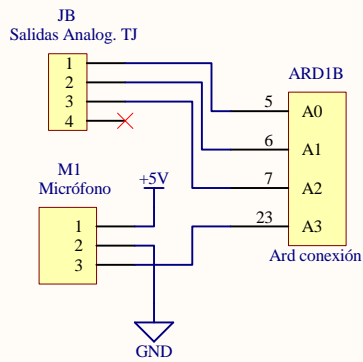 JB
Salidas Analog. TJ
1
2
3
4
M1
Micrófono
+5V
1
2
3
GND
ARD1B
5 A0
6 A1
7 A2
23 A3
Ard conexión